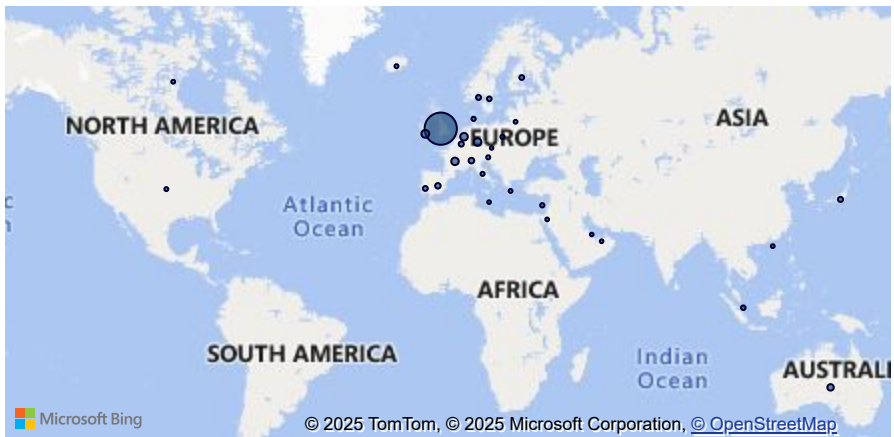 NORTH AMERICA
EUROPE
ASIA
Atlantic
Ocean
AFRICA
SOUTH AMERICA
Indian
Ocean
AUSTRALI
Microsoft Bing
© 2025 TomTom, © 2025 Microsoft Corporation, © OpenStreetMap